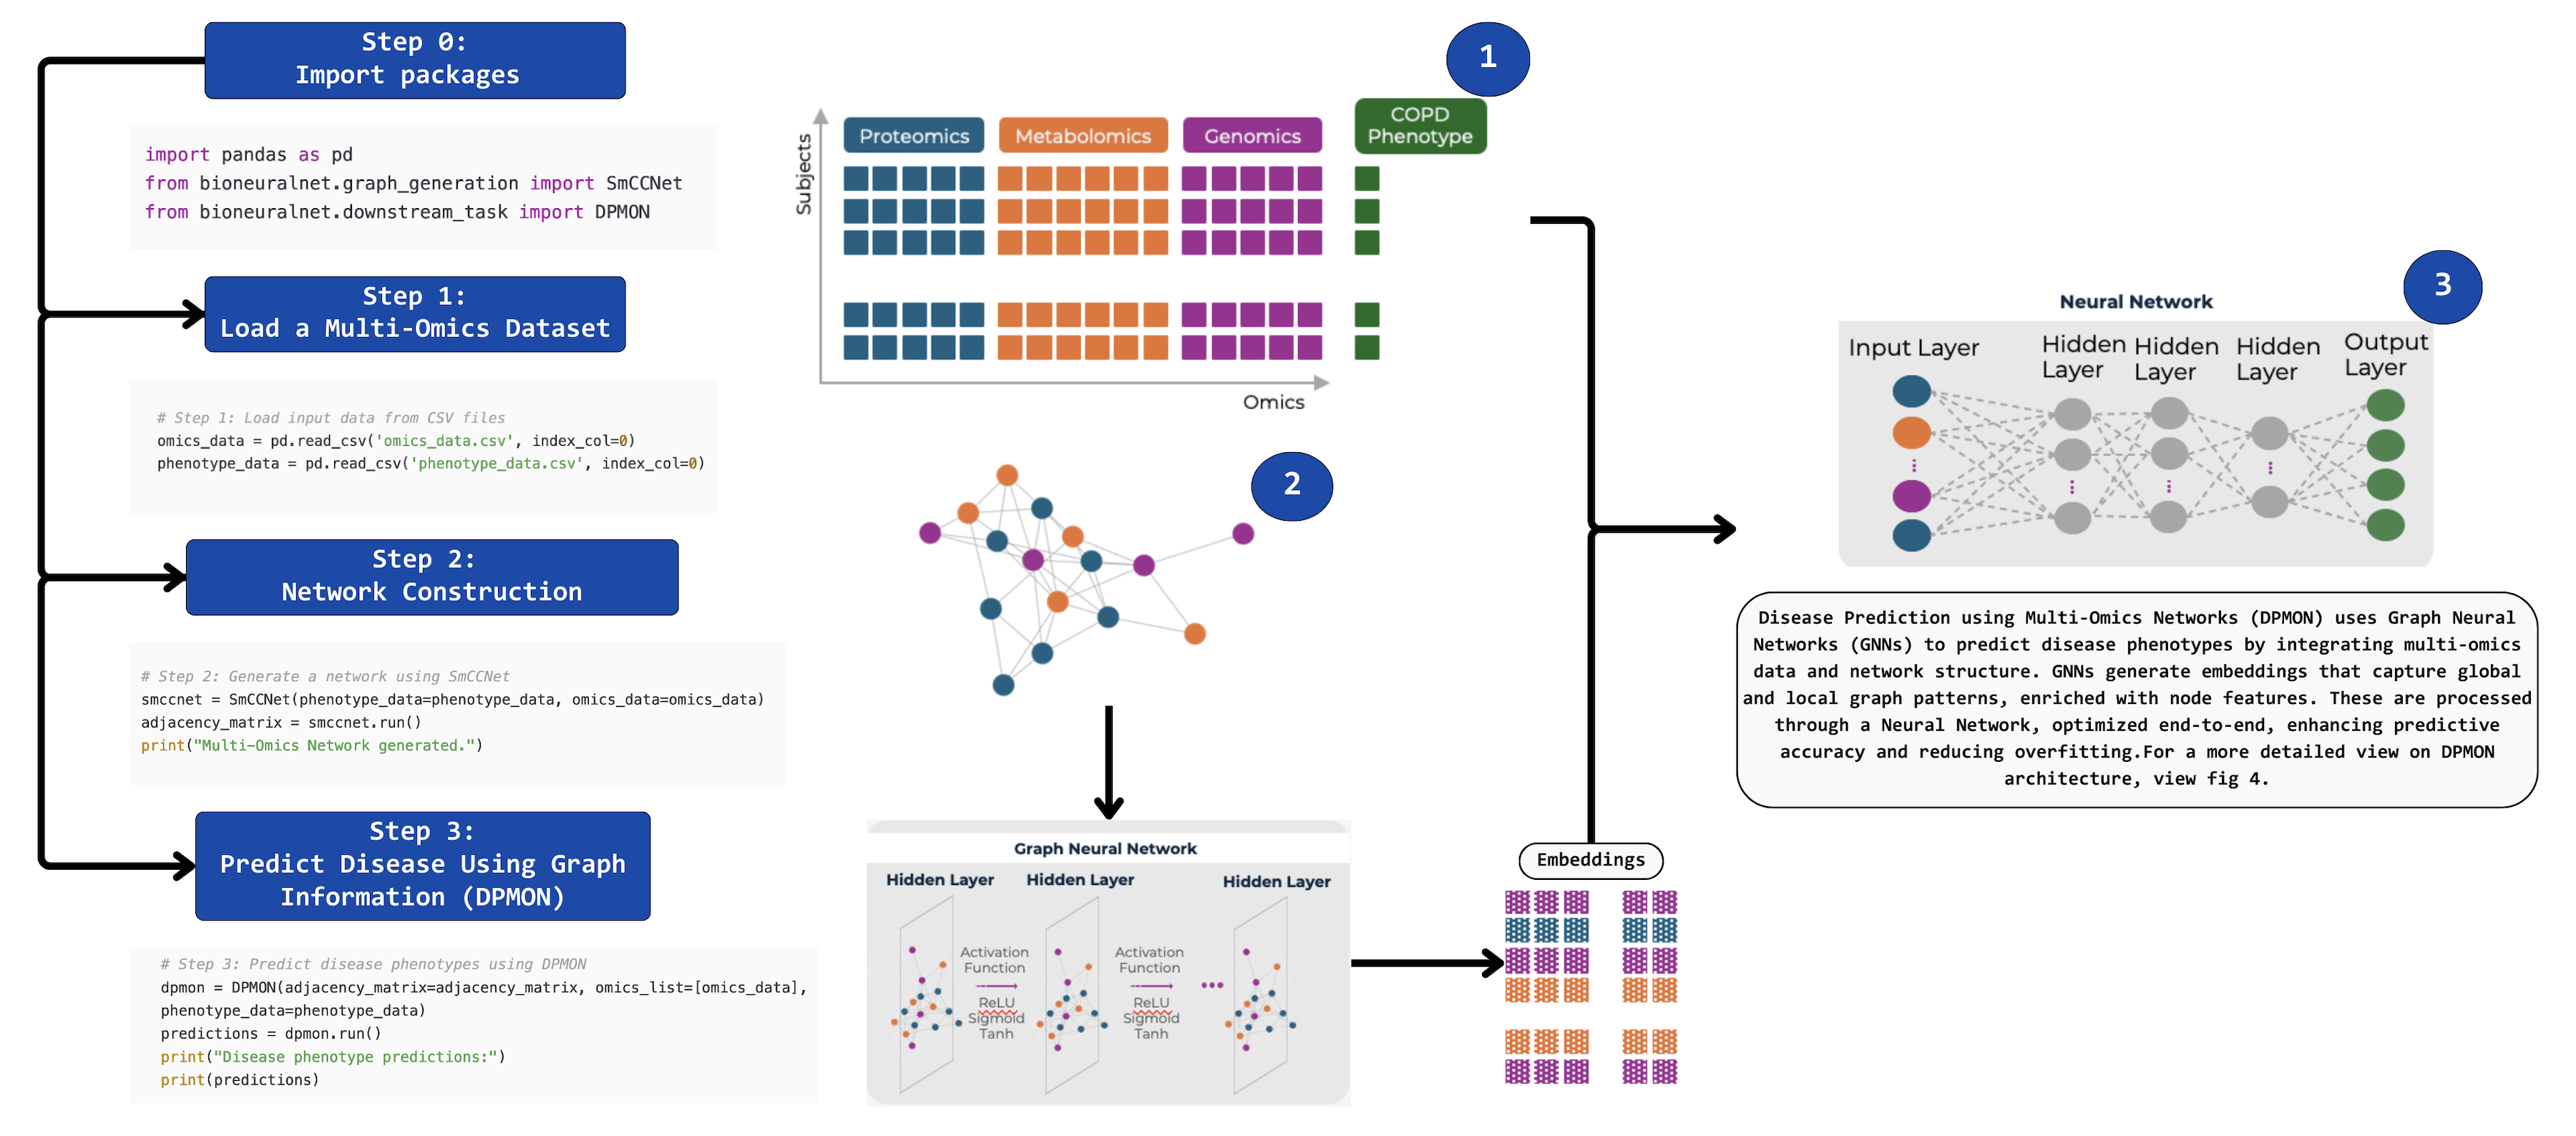 Step 0:
Import packages
import pandas as pd
from bioneuralnet.graph_generation import SmCCNet
from bioneuralnet.downstream_task import DPMON
Step 1:
Load a Multi-Omics Dataset
# Step 1: Load input data from CSV files
omics_data = pd.read_csv('omics_data.csv', index_col=0)
phenotype_data = pd.read_csv('phenotype_data.csv', index_col=0)
Step 2:
Network Construction
# Step 2: Generate a network using SmCCNet
smccnet = SmCCNet(phenotype_data=phenotype_data, omics_data=omics_data)
adjacency_matrix = smccnet.run()
print("Multi-Omics Network generated.")
Step 3:
Predict Disease Using Graph
Information (DPMON)
# Step 3: Predict disease phenotypes using DPMON
dpmon = DPMON(adjacency_matrix=adjacency_matrix, omics_list=[omics_data],
phenotype_data=phenotype_data)
predictions = dpmon.run()
print("Disease phenotype predictions:")
print(predictions)
1
Subjects
Proteomics
Metabolomics
Genomics
COPD
Phenotype
Omics
2
Graph Neural Network
Hidden Layer
Hidden Layer
Hidden Layer
Activation
Function
ReLU
Sigmoid
Tanh
Activation
Function
ReLU
Sigmoid
Tanh
Embeddings
3
Neural Network
Input Layer
Hidden
Layer
Hidden
Layer
Hidden
Layer
Output
Layer
Disease Prediction using Multi-Omics Networks (DPMON) uses Graph Neural
Networks (GNNs) to predict disease phenotypes by integrating multi-omics
data and network structure. GNNs generate embeddings that capture global
and local graph patterns, enriched with node features. These are processed
through a Neural Network, optimized end-to-end, enhancing predictive
accuracy and reducing overfitting.For a more detailed view on DPMON
architecture, view fig 4.